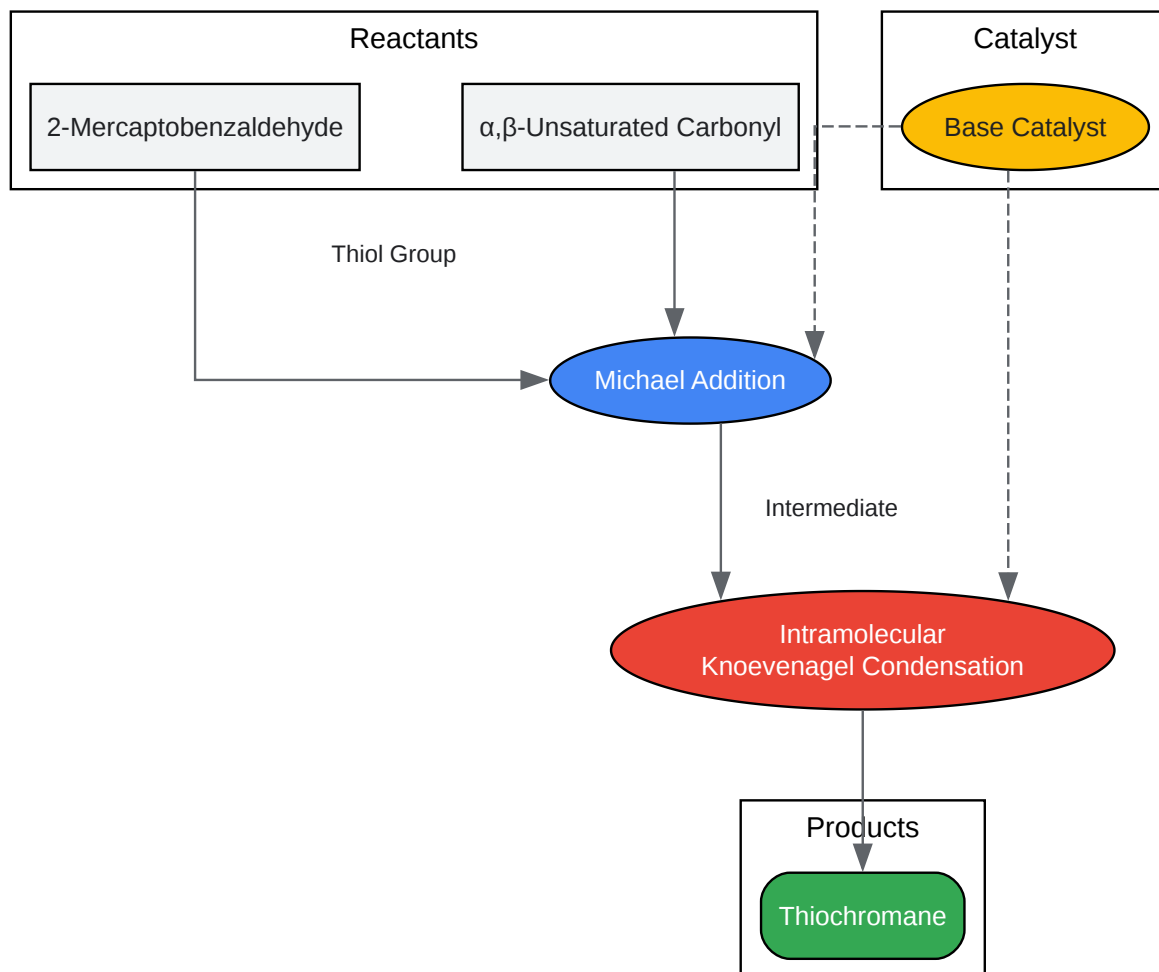 Reactants
Catalyst
2-Mercaptobenzaldehyde
α,β-Unsaturated Carbonyl
Base Catalyst
Thiol Group
Michael Addition
Intermediate
Intramolecular
Knoevenagel Condensation
Products
Thiochromane